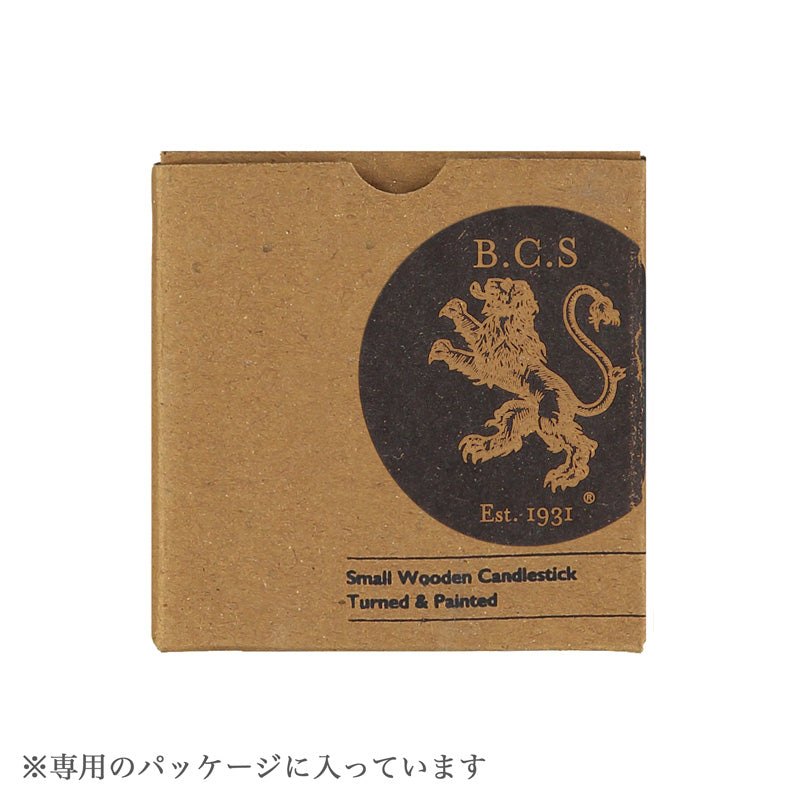 B.C.S
Est. 1931 ®
Small Wooden Candlestick
Turned & Painted
※専用のパッケージに入っています